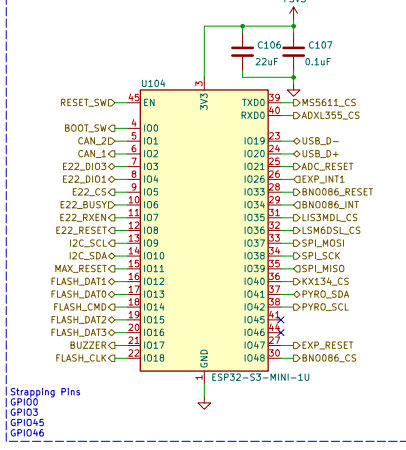 +3V3
C106
C107
22uF
0.1uF
U104
3
3V3
RESET_SW 45 EN TXD0 39 MS5611_CS
RXD0 40 ADXL355_CS
BOOT_SW 4 IO0
CAN_2 5 IO1 IO19 23 USB_D-
CAN_1 6 IO2 IO20 24 USB_D+
E22_DIO3 7 IO3 IO21 25 ADC_RESET
E22_DIO1 8 IO4 IO26 26 EXP_INT1
E22_CS 9 IO5 IO33 28 BNO086_RESET
E22_BUSY 10 IO6 IO34 29 BNO086_INT
E22_RXEN 11 IO7 IO35 31 LIS3MDL_CS
E22_RESET 12 IO8 IO36 32 LSM6DSL_CS
I2C_SCL 13 IO9 IO37 33 SPI_MOSI
I2C_SDA 14 IO10 IO38 34 SPI_SCK
MAX_RESET 15 IO11 IO39 35 SPI_MISO
FLASH_DAT1 16 IO12 IO40 36 KX134_CS
FLASH_DAT0 17 IO13 IO41 37 PYRO_SDA
FLASH_CMD 18 IO14 IO42 38 PYRO_SCL
FLASH_DAT2 19 IO15 IO45 41
FLASH_DAT3 20 IO16 IO46 44
BUZZER 21 IO17 IO47 27 EXP_RESET
FLASH_CLK 22 IO18 IO48 30 BNO086_CS
GND
1
ESP32-S3-MINI-1U
Strapping Pins
GPIO0
GPIO3
GPIO45
GPIO46